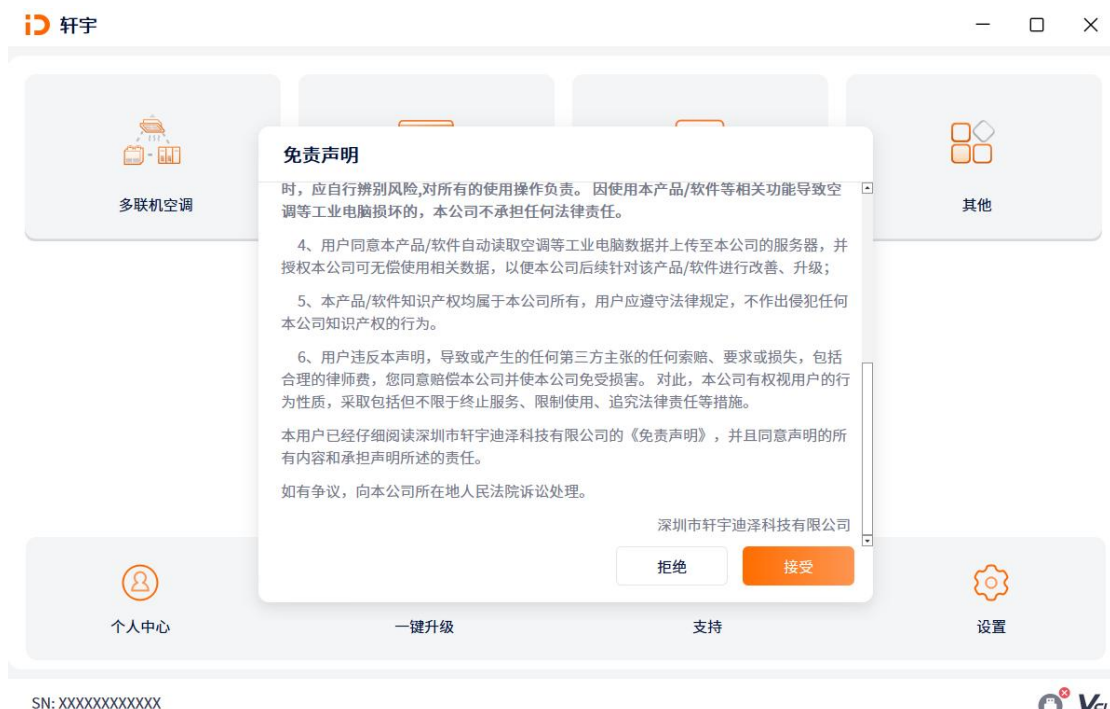 轩宇
多联机空调
其他
免责声明
时，应自行辨别风险,对所有的使用操作负责。 因使用本产品/软件等相关功能导致空
调等工业电脑损坏的，本公司不承担任何法律责任。
4、用户同意本产品/软件自动读取空调等工业电脑数据并上传至本公司的服务器，并
授权本公司可无偿使用相关数据，以便本公司后续针对该产品/软件进行改善、升级；
5、本产品/软件知识产权均属于本公司所有，用户应遵守法律规定，不作出侵犯任何
本公司知识产权的行为。
6、用户违反本声明，导致或产生的任何第三方主张的任何索赔、要求或损失，包括
合理的律师费，您同意赔偿本公司并使本公司免受损害。 对此，本公司有权视用户的行
为性质，采取包括但不限于终止服务、限制使用、追究法律责任等措施。
本用户已经仔细阅读深圳市轩宇迪泽科技有限公司的《免责声明》，并且同意声明的所
有内容和承担声明所述的责任。
如有争议，向本公司所在地人民法院诉讼处理。
深圳市轩宇迪泽科技有限公司
拒绝
接受
个人中心
一键升级
支持
设置
SN: XXXXXXXXXXXX